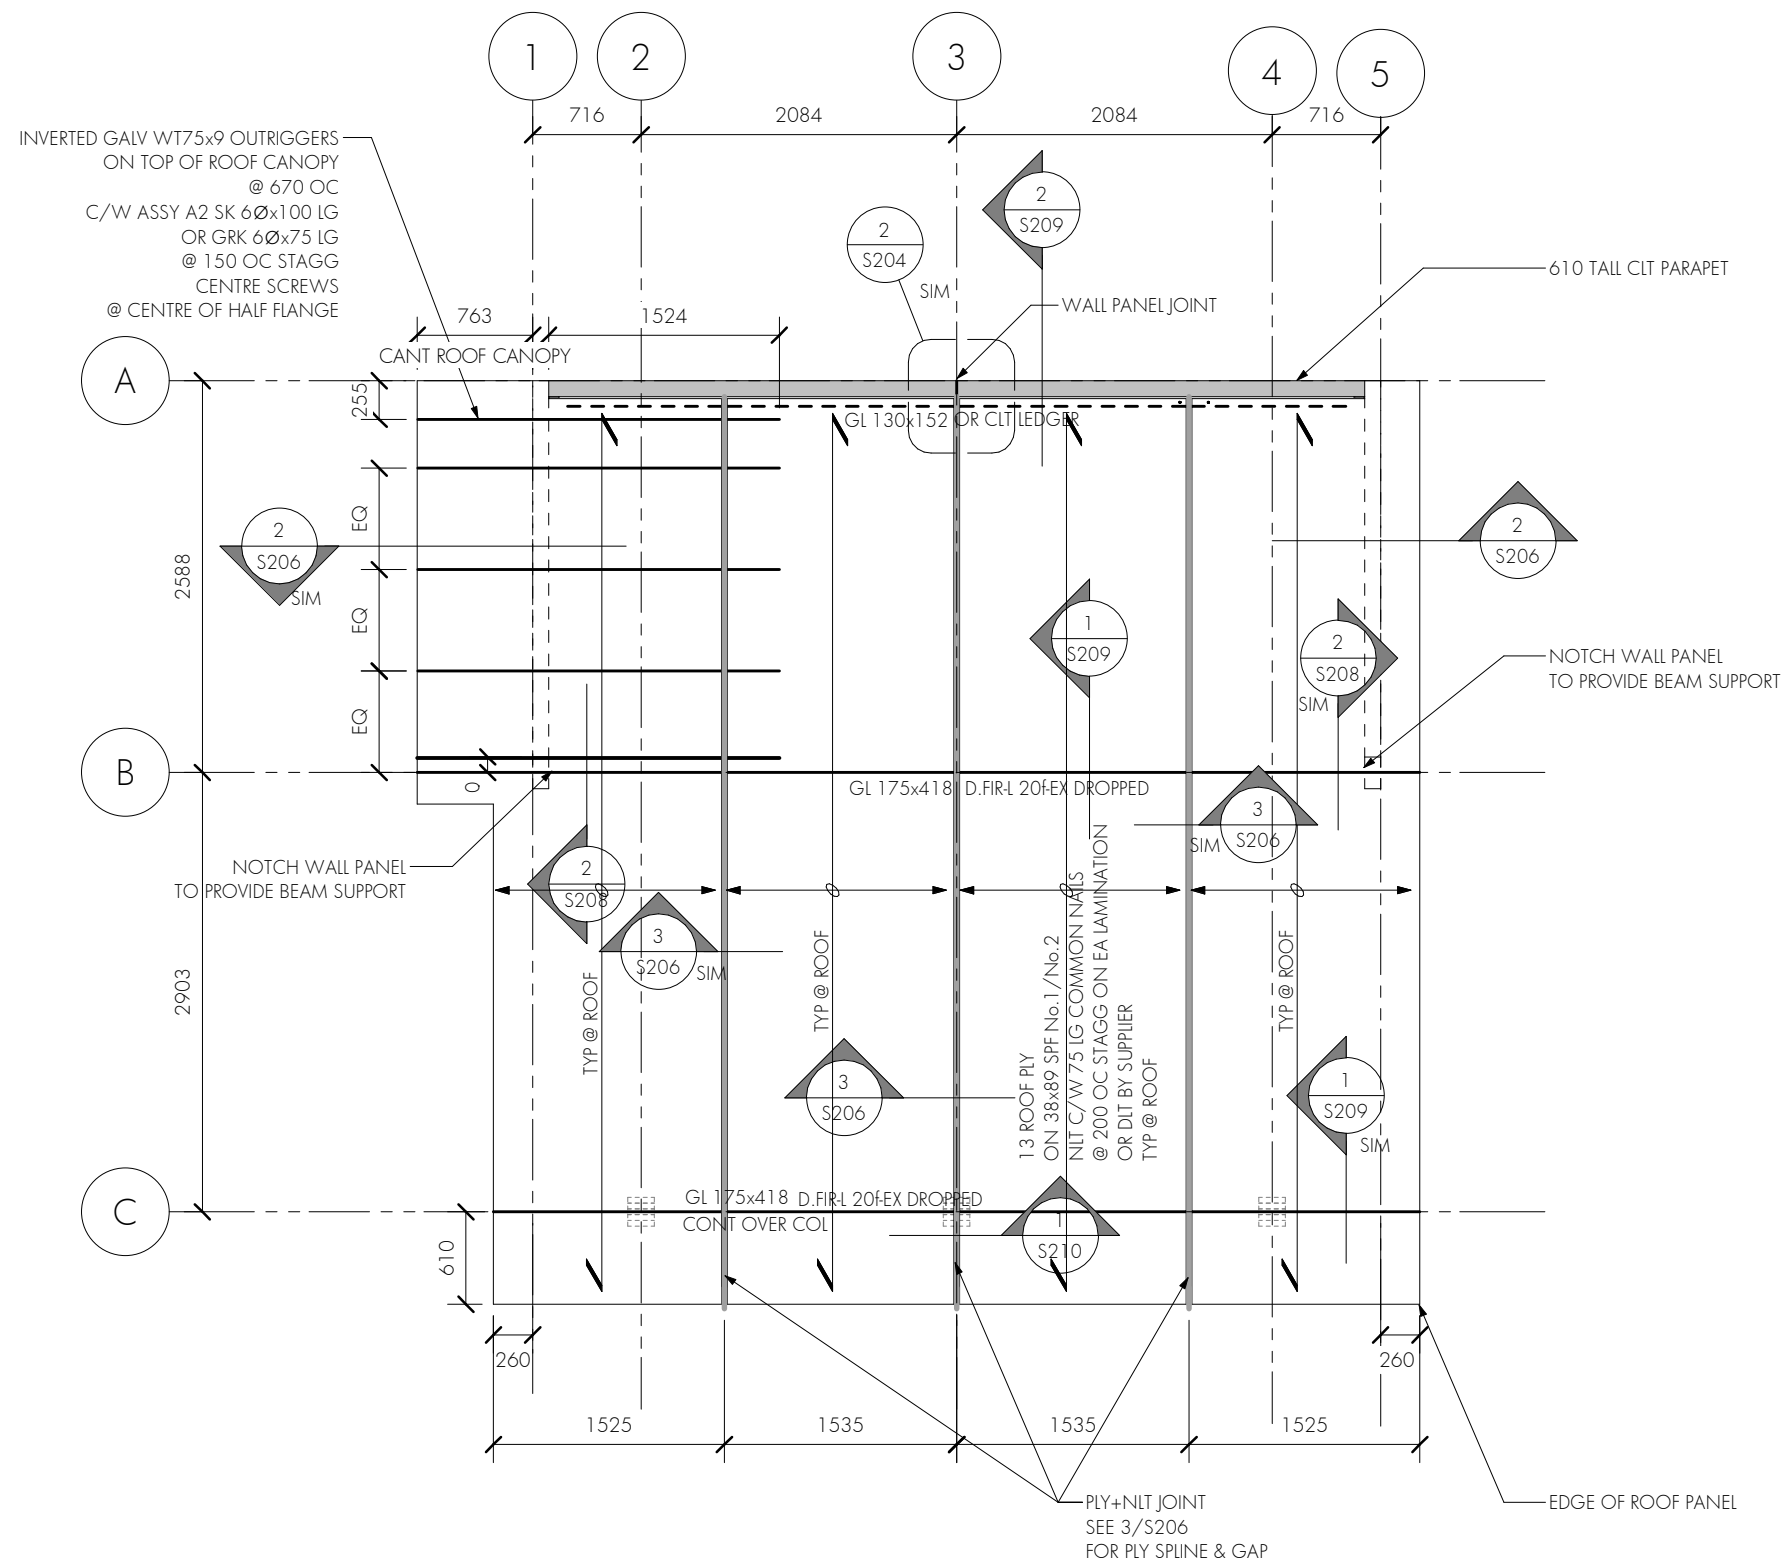 1
2
3
4
5
716
2084
2084
716
INVERTED GALV WT75x9 OUTRIGGERS
ON TOP OF ROOF CANOPY
@ 670 OC
C/W ASSY A2 SK 6Øx100 LG
OR GRK 6Øx75 LG
@ 150 OC STAGG
CENTRE SCREWS
@ CENTRE OF HALF FLANGE
2
S209
2
S204
SIM
610 TALL CLT PARAPET
WALL PANEL JOINT
763
1524
CANT ROOF CANOPY
A
255
GL 130x152 OR CLT LEDGER
EQ
2
S206
SIM
2
S206
2588
EQ
1
S209
2
S208
SIM
NOTCH WALL PANEL
TO PROVIDE BEAM SUPPORT
EQ
B
0
GL 175x418 D.FIR-L 20f-EX DROPPED
3
S206
SIM
NOTCH WALL PANEL
TO PROVIDE BEAM SUPPORT
2
S208
3
S206
SIM
2903
TYP @ ROOF
TYP @ ROOF
13 ROOF PLY
ON 38x89 SPF No.1/No.2
NLT C/W 75 LG COMMON NAILS
@ 200 OC STAGG ON EA LAMINATION
OR DLT BY SUPPLIER
TYP @ ROOF
TYP @ ROOF
3
S206
1
S209
SIM
C
GL 175x418 D.FIR-L 20f-EX DROPPED
CONT OVER COL
1
S210
610
260
260
1525
1535
1535
1525
PLY+NLT JOINT
SEE 3/S206
FOR PLY SPLINE & GAP
EDGE OF ROOF PANEL